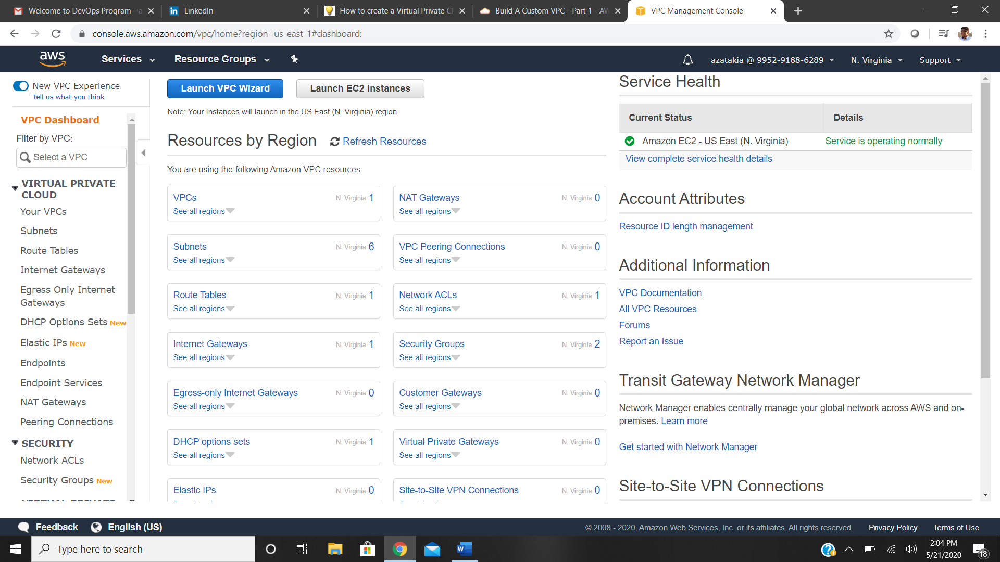 Welcome to DevOps Program - a
LinkedIn
How to create a Virtual Private Cl
Build A Custom VPC - Part 1 - AW
VPC Management Console
console.aws.amazon.com/vpc/home?region=us-east-1#dashboard:
aws
Services
Resource Groups
azatakia @ 9952-9188-6289
N. Virginia
Support
New VPC Experience
Tell us what you think
VPC Dashboard
Filter by VPC:
Select a VPC
VIRTUAL PRIVATE
CLOUD
Your VPCs
Subnets
Route Tables
Internet Gateways
Egress Only Internet
Gateways
DHCP Options Sets New
Elastic IPs New
Endpoints
Endpoint Services
NAT Gateways
Peering Connections
SECURITY
Network ACLs
Security Groups New
VIRTUAL PRIVATE
Launch VPC Wizard
Launch EC2 Instances
Note: Your Instances will launch in the US East (N. Virginia) region.
Resources by Region
Refresh Resources
You are using the following Amazon VPC resources
VPCs N. Virginia 1
See all regions
NAT Gateways N. Virginia 0
See all regions
Subnets N. Virginia 6
See all regions
VPC Peering Connections N. Virginia 0
See all regions
Route Tables N. Virginia 1
See all regions
Network ACLs N. Virginia 1
See all regions
Internet Gateways N. Virginia 1
See all regions
Security Groups N. Virginia 2
See all regions
Egress-only Internet Gateways N. Virginia 0
See all regions
Customer Gateways N. Virginia 0
See all regions
DHCP options sets N. Virginia 1
See all regions
Virtual Private Gateways N. Virginia 0
See all regions
Elastic IPs N. Virginia 0
Site-to-Site VPN Connections N. Virginia 0
Service Health
Current Status Details
Amazon EC2 - US East (N. Virginia) Service is operating normally
View complete service health details
Account Attributes
Resource ID length management
Additional Information
VPC Documentation
All VPC Resources
Forums
Report an Issue
Transit Gateway Network Manager
Network Manager enables centrally manage your global network across AWS and on-
premises. Learn more
Get started with Network Manager
Site-to-Site VPN Connections
Feedback
English (US)
© 2008 - 2020, Amazon Web Services, Inc. or its affiliates. All rights reserved.
Privacy Policy
Terms of Use
Type here to search
2:04 PM
5/21/2020
18